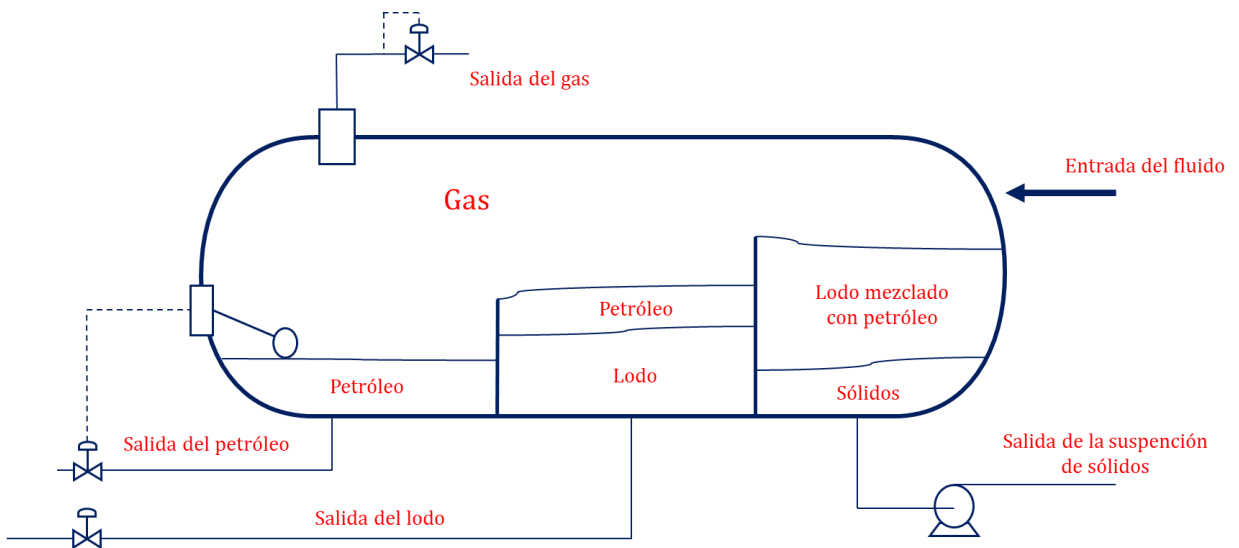 Salida del gas
Entrada del fluido
Gas
Lodo mezclado
con petróleo
Petróleo
Petróleo
Lodo
Sólidos
Salida del petróleo
Salida de la suspención
de sólidos
Salida del lodo